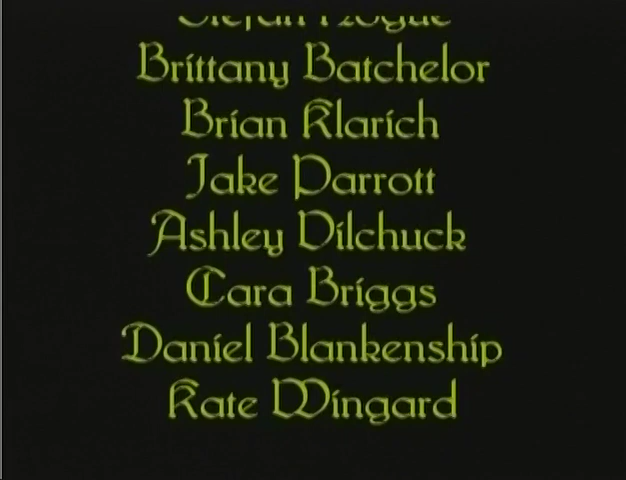 Brittany Batchelor
Brian Klarich
Jake Parrott
Ashley Dilchuck
Cara Briggs
Daniel Blankenship
Kate Wingard